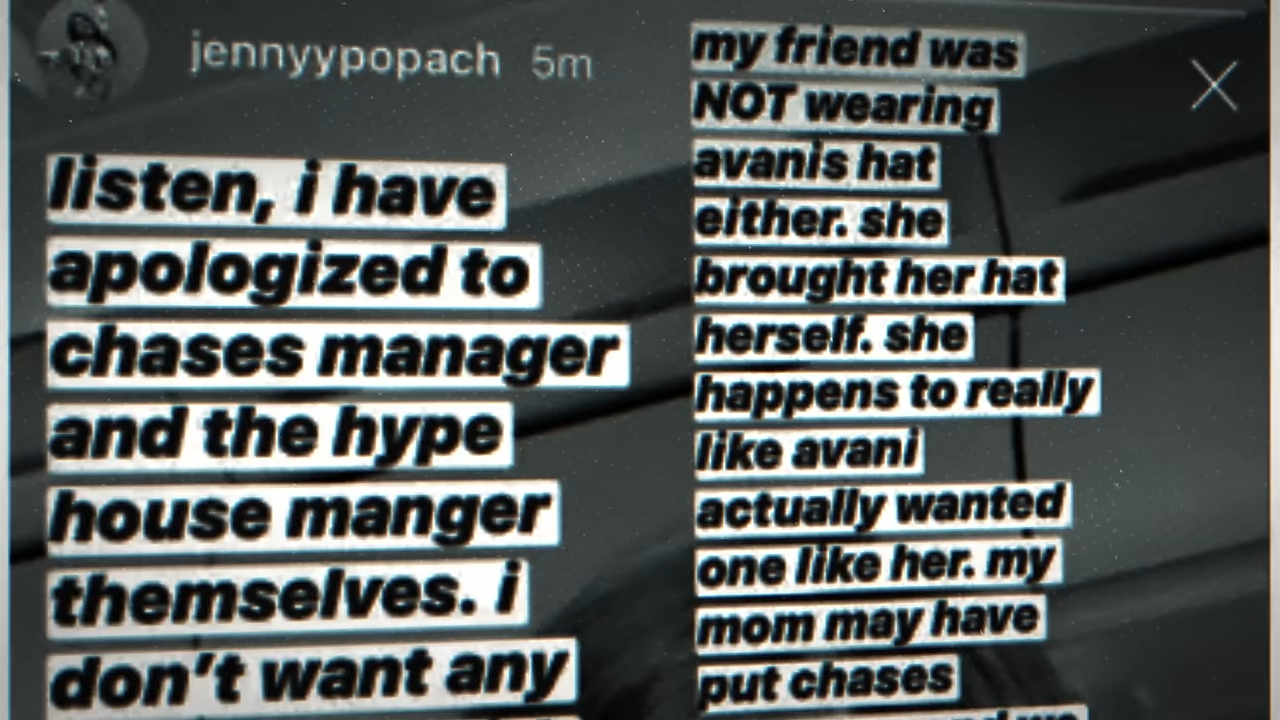 jennyypopach 5m
listen, i have
apologized to
chases manager
and the hype
house manger
themselves. i
don't want any
my friend was
NOT wearing
avanis hat
either. she
brought her hat
herself. she
happens to really
like avani
actually wanted
one like her. my
mom may have
put chases